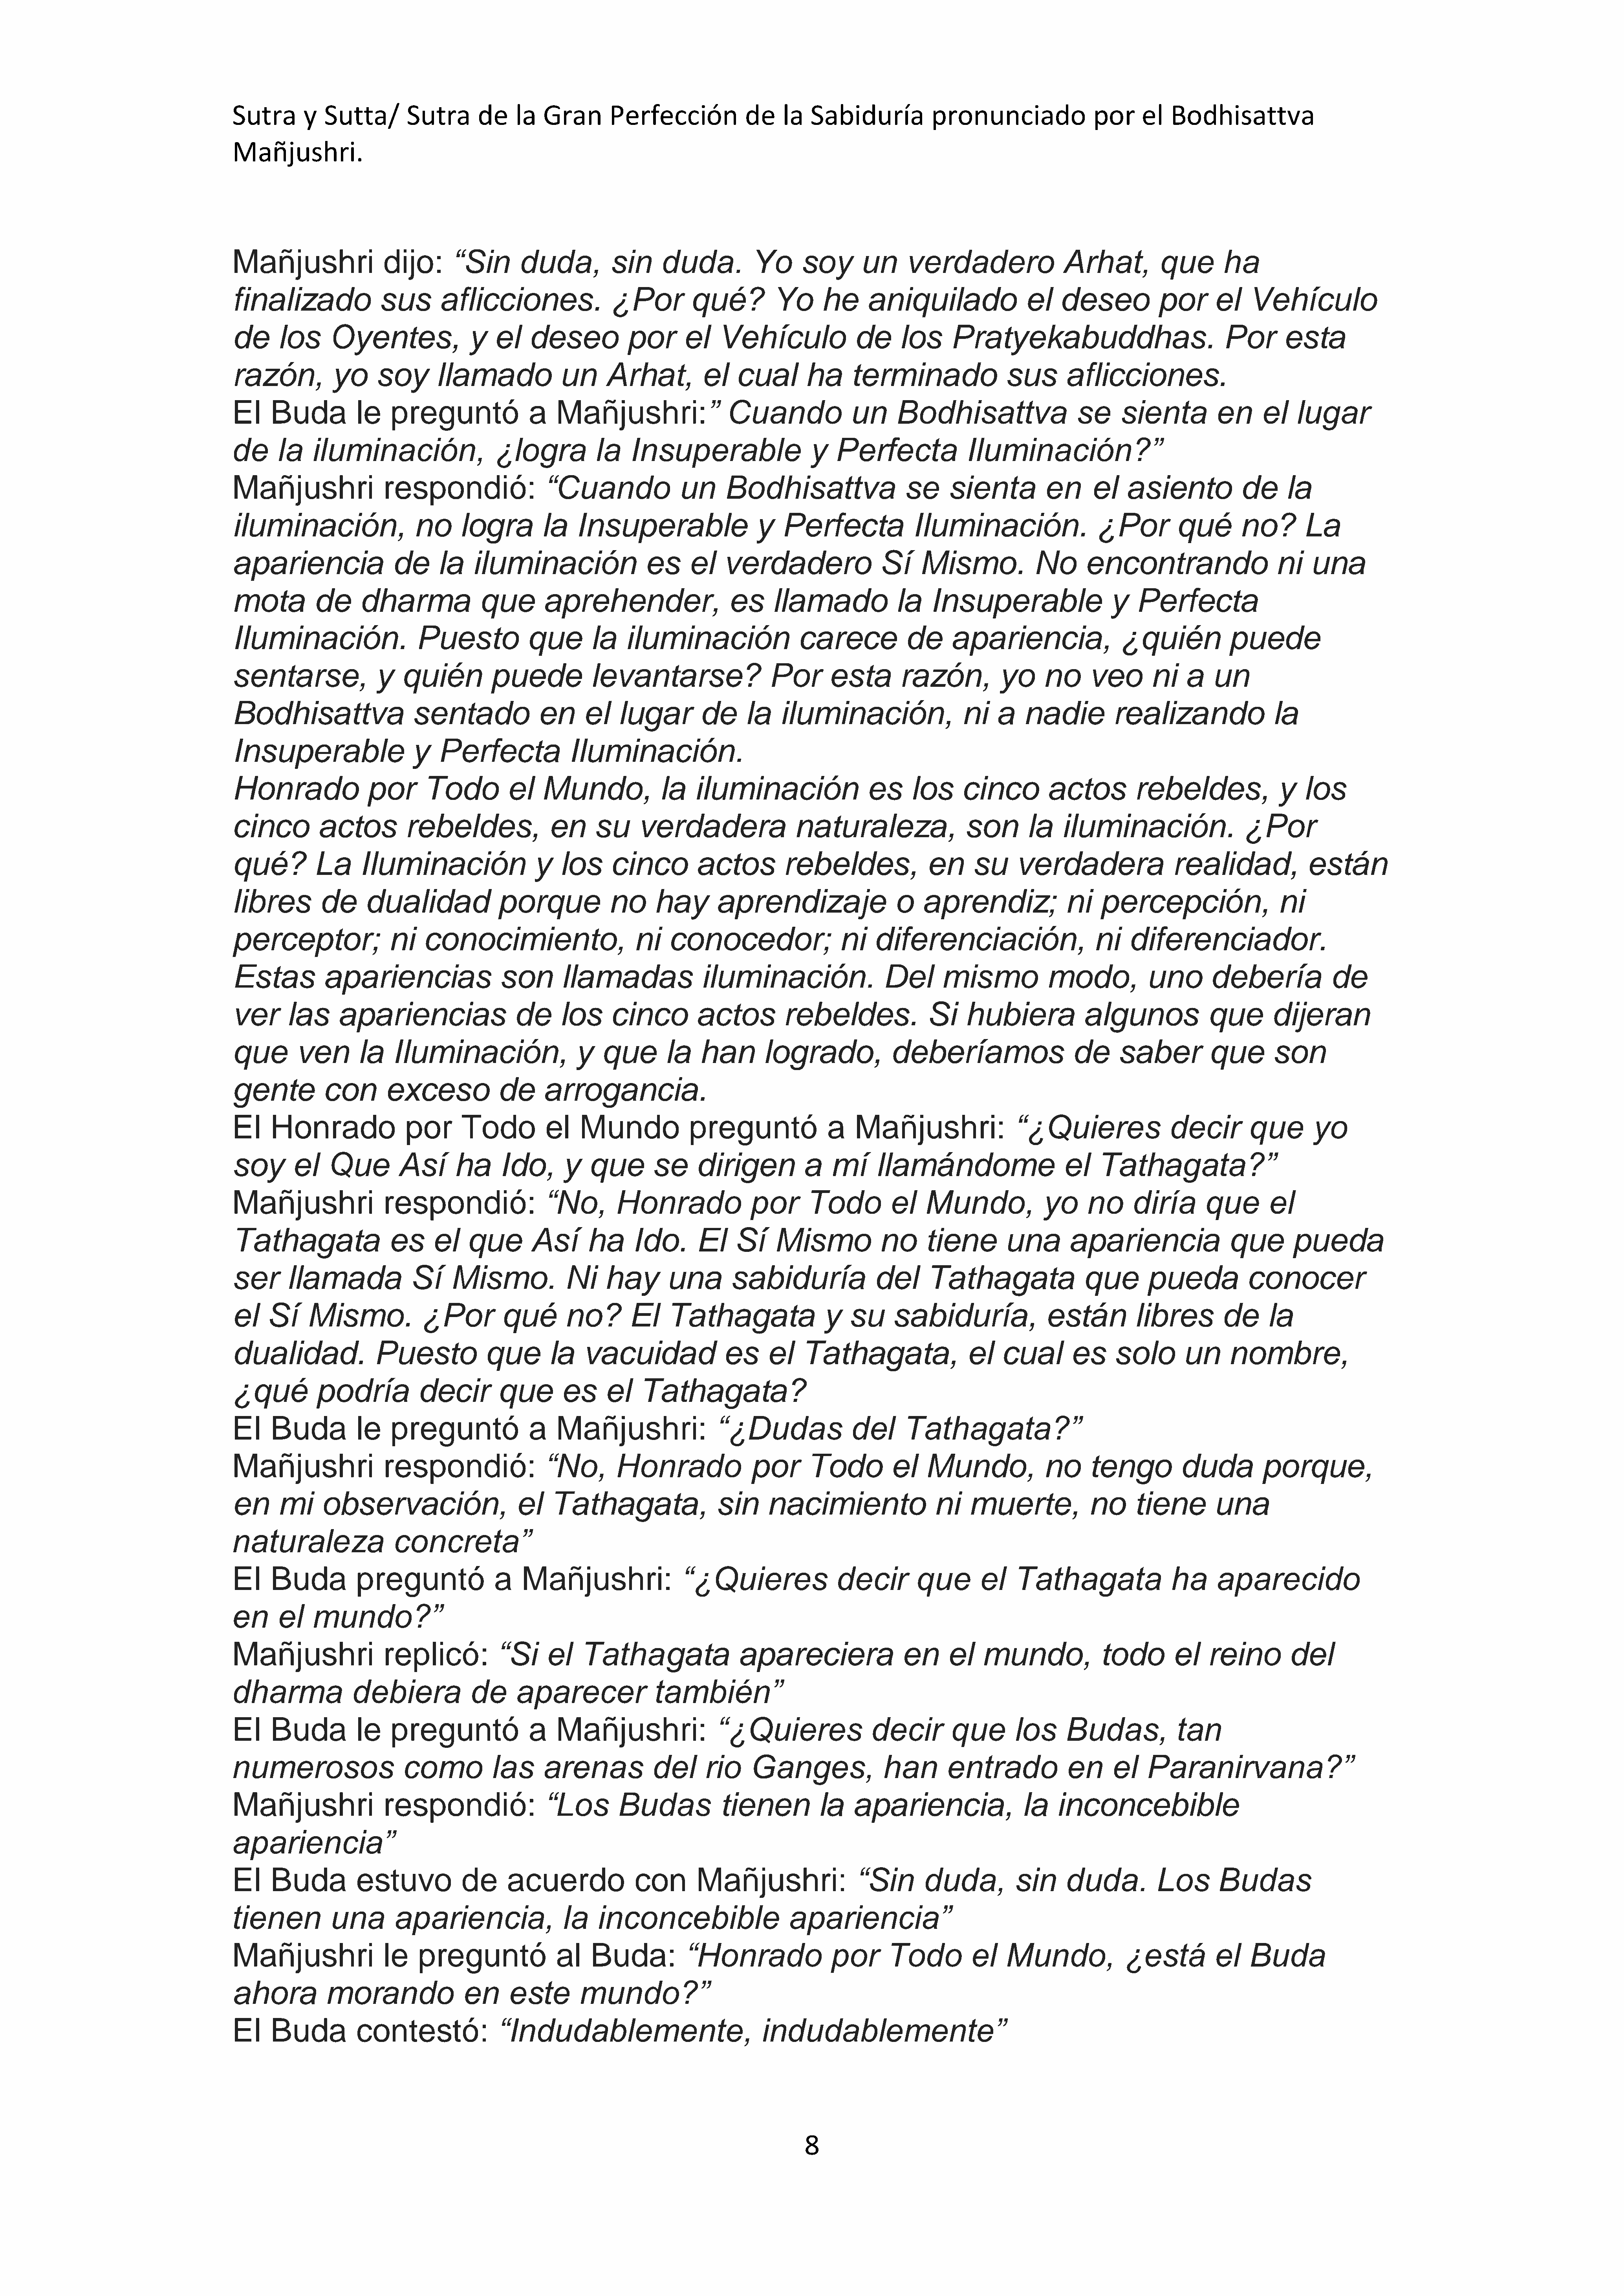 Sutra y Sutta/ Sutra de la Gran Perfección de la Sabiduría pronunciado por el Bodhisattva
Mañjushri.
Mañjushri dijo: “Sin duda, sin duda. Yo soy un verdadero Arhat, que ha
finalizado sus aflicciones. ¿Por qué? Yo he aniquilado el deseo por el Vehículo
de los Oyentes, y el deseo por el Vehículo de los Pratyekabuddhas. Por esta
razón, yo soy llamado un Arhat, el cual ha terminado sus aflicciones.
El Buda le preguntó a Mañjushri:” Cuando un Bodhisattva se sienta en el lugar
de la iluminación, ¿logra la Insuperable y Perfecta Iluminación?”
Mañjushri respondió: “Cuando un Bodhisattva se sienta en el asiento de la
iluminación, no logra la Insuperable y Perfecta Iluminación. ¿Por qué no? La
apariencia de la iluminación es el verdadero Sí Mismo. No encontrando ni una
mota de dharma que aprehender, es llamado la Insuperable y Perfecta
Iluminación. Puesto que la iluminación carece de apariencia, ¿quién puede
sentarse, y quién puede levantarse? Por esta razón, yo no veo ni a un
Bodhisattva sentado en el lugar de la iluminación, ni a nadie realizando la
Insuperable y Perfecta Iluminación.
Honrado por Todo el Mundo, la iluminación es los cinco actos rebeldes, y los
cinco actos rebeldes, en su verdadera naturaleza, son la iluminación. ¿Por
qué? La Iluminación y los cinco actos rebeldes, en su verdadera realidad, están
libres de dualidad porque no hay aprendizaje o aprendiz; ni percepción, ni
perceptor; ni conocimiento, ni conocedor; ni diferenciación, ni diferenciador.
Estas apariencias son llamadas iluminación. Del mismo modo, uno debería de
ver las apariencias de los cinco actos rebeldes. Si hubiera algunos que dijeran
que ven la Iluminación, y que la han logrado, deberíamos de saber que son
gente con exceso de arrogancia.
El Honrado por Todo el Mundo preguntó a Mañjushri: “¿Quieres decir que yo
soy el Que Así ha Ido, y que se dirigen a mí llamándome el Tathagata?”
Mañjushri respondió: “No, Honrado por Todo el Mundo, yo no diría que el
Tathagata es el que Así ha Ido. El Sí Mismo no tiene una apariencia que pueda
ser llamada Sí Mismo. Ni hay una sabiduría del Tathagata que pueda conocer
el Sí Mismo. ¿Por qué no? El Tathagata y su sabiduría, están libres de la
dualidad. Puesto que la vacuidad es el Tathagata, el cual es solo un nombre,
¿qué podría decir que es el Tathagata?
El Buda le preguntó a Mañjushri: “¿Dudas del Tathagata?”
Mañjushri respondió: “No, Honrado por Todo el Mundo, no tengo duda porque,
en mi observación, el Tathagata, sin nacimiento ni muerte, no tiene una
naturaleza concreta”
El Buda preguntó a Mañjushri: “¿Quieres decir que el Tathagata ha aparecido
en el mundo?”
Mañjushri replicó: “Si el Tathagata apareciera en el mundo, todo el reino del
dharma debiera de aparecer también”
El Buda le preguntó a Mañjushri: “¿Quieres decir que los Budas, tan
numerosos como las arenas del rio Ganges, han entrado en el Paranirvana?”
Mañjushri respondió: “Los Budas tienen la apariencia, la inconcebible
apariencia”
El Buda estuvo de acuerdo con Mañjushri: “Sin duda, sin duda. Los Budas
tienen una apariencia, la inconcebible apariencia”
Mañjushri le preguntó al Buda: “Honrado por Todo el Mundo, ¿está el Buda
ahora morando en este mundo?”
El Buda contestó: “Indudablemente, indudablemente”
8